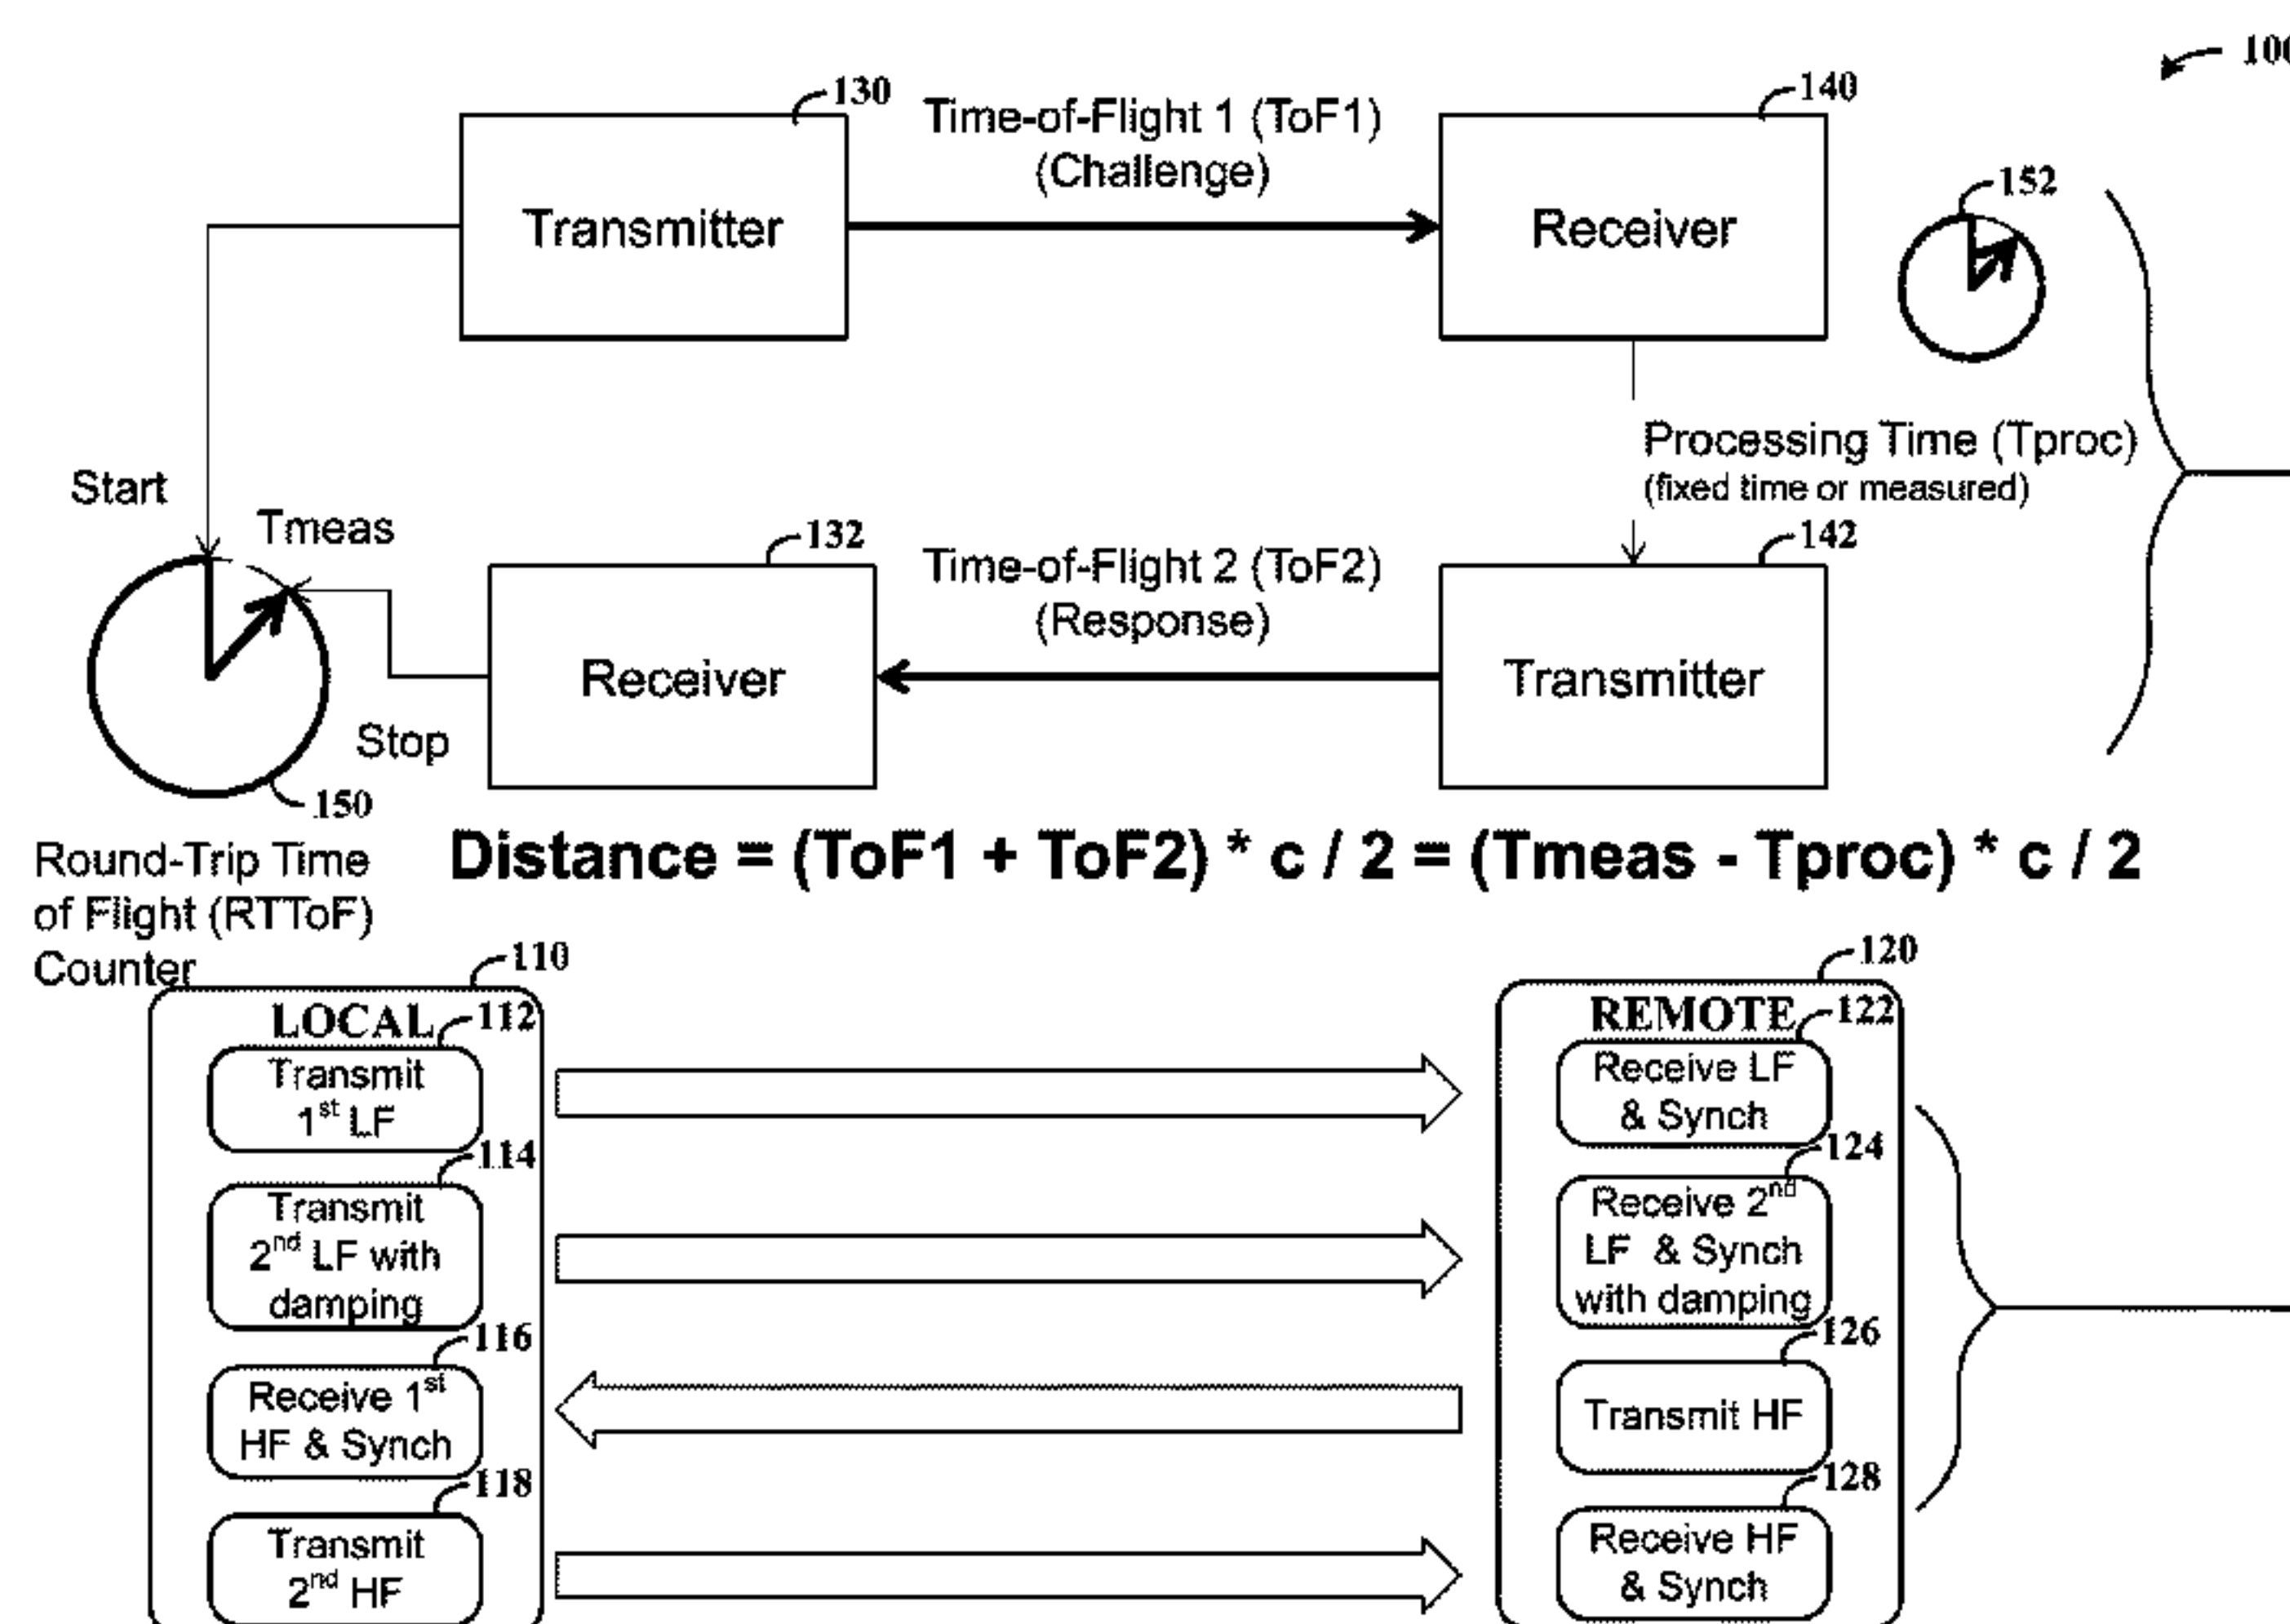 100
130
Time-of-Flight 1 (ToF1)
(Challenge)
140
Transmitter
Receiver
152
Processing Time (Tproc)
(fixed time or measured)
Start
Tmeas
132
Time-of-Flight 2 (ToF2)
(Response)
142
Receiver
Transmitter
Stop
150
Round-Trip Time
of Flight (RTToF)
Counter
Distance = (ToF1 + ToF2) * c / 2 = (Tmeas - Tproc) * c / 2
110
LOCAL
112
Transmit
1st LF
114
Transmit
2nd LF with
damping
116
Receive 1st
HF & Synch
118
Transmit
2nd HF
120
REMOTE
122
Receive LF
& Synch
124
Receive 2nd
LF & Synch
with damping
126
Transmit HF
128
Receive HF
& Synch